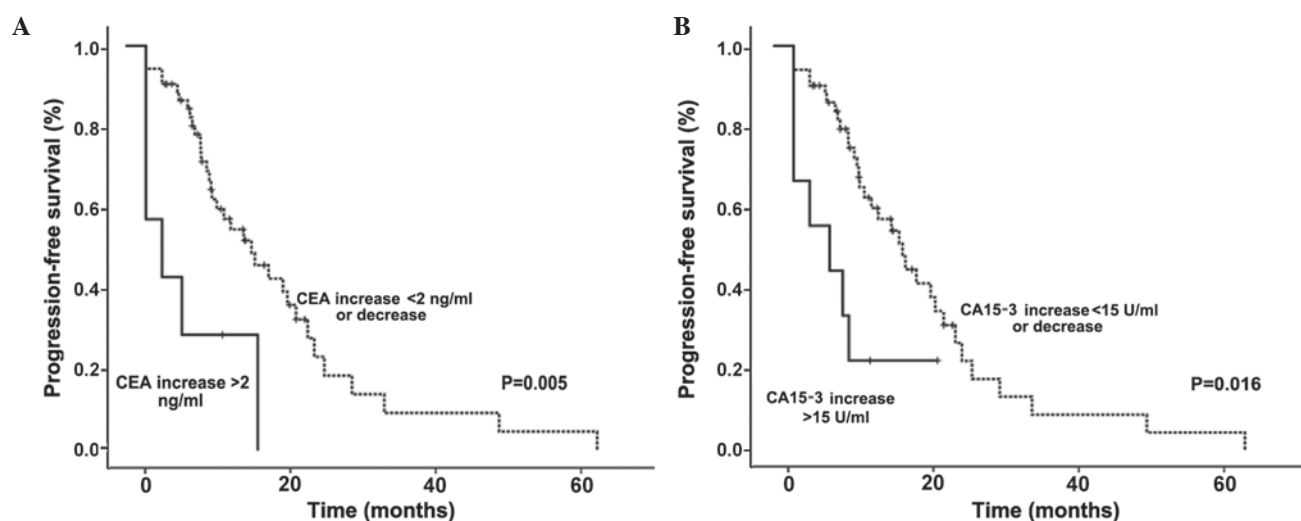 A
Progression-free survival (%)
1.0
0.8
0.6
0.4
0.2
0.0
CEA increase <2 ng/ml
or decrease
CEA increase >2
ng/ml
P=0.005
0 20 40 60
Time (months)
B
Progression-free survival (%)
1.0
0.8
0.6
0.4
0.2
0.0
CA15-3 increase<15 U/ml
or decrease
CA15-3 increase
>15 U/ml
P=0.016
0 20 40 60
Time (months)